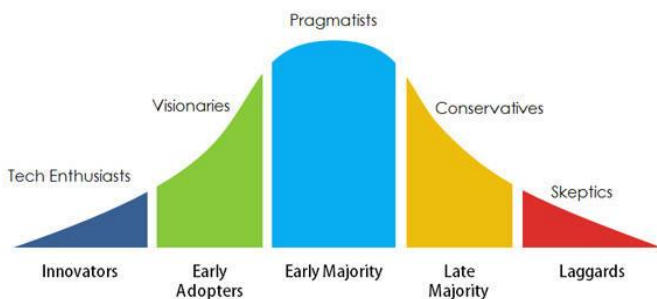 Pragmatists
Visionaries
Conservatives
Tech Enthusiasts
Skeptics
Innovators
Early
Adopters
Early Majority
Late
Majority
Laggards